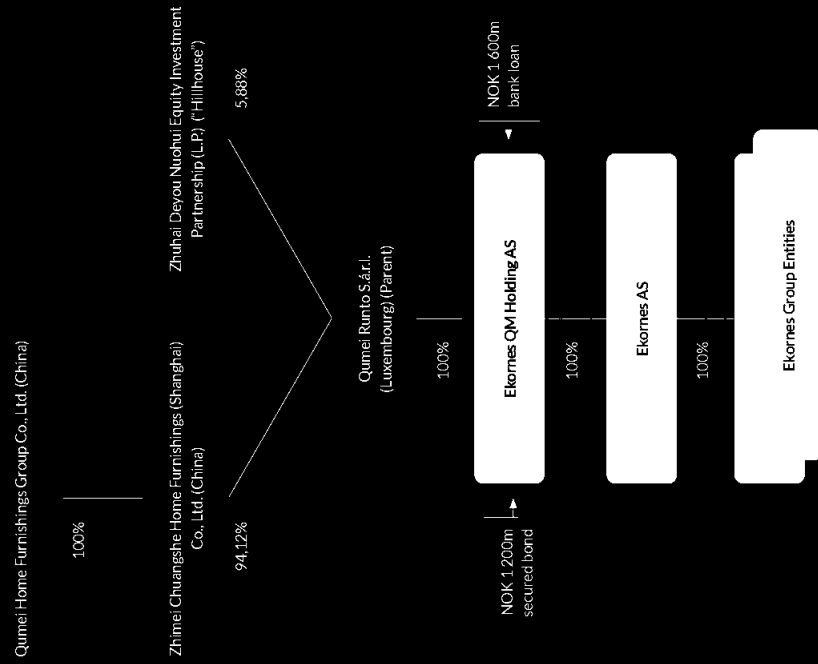 Qumei Home Furnishings Group Co., Ltd. (China)
100%
Zhimei Chuangshe Home Furnishings (Shanghai)
Co., Ltd. (China)
Zhuhai Deyou Nuohui Equity Investment
Partnership (L.P.) ("Hillhouse")
94,12%
5,88%
Qumei Runto S.á.r.l.
(Luxembourg) (Parent)
100%
NOK 1 200m
secured bond
Ekornes QM Holding AS
NOK 1 600m
bank loan
100%
Ekornes AS
100%
Ekornes Group Entities